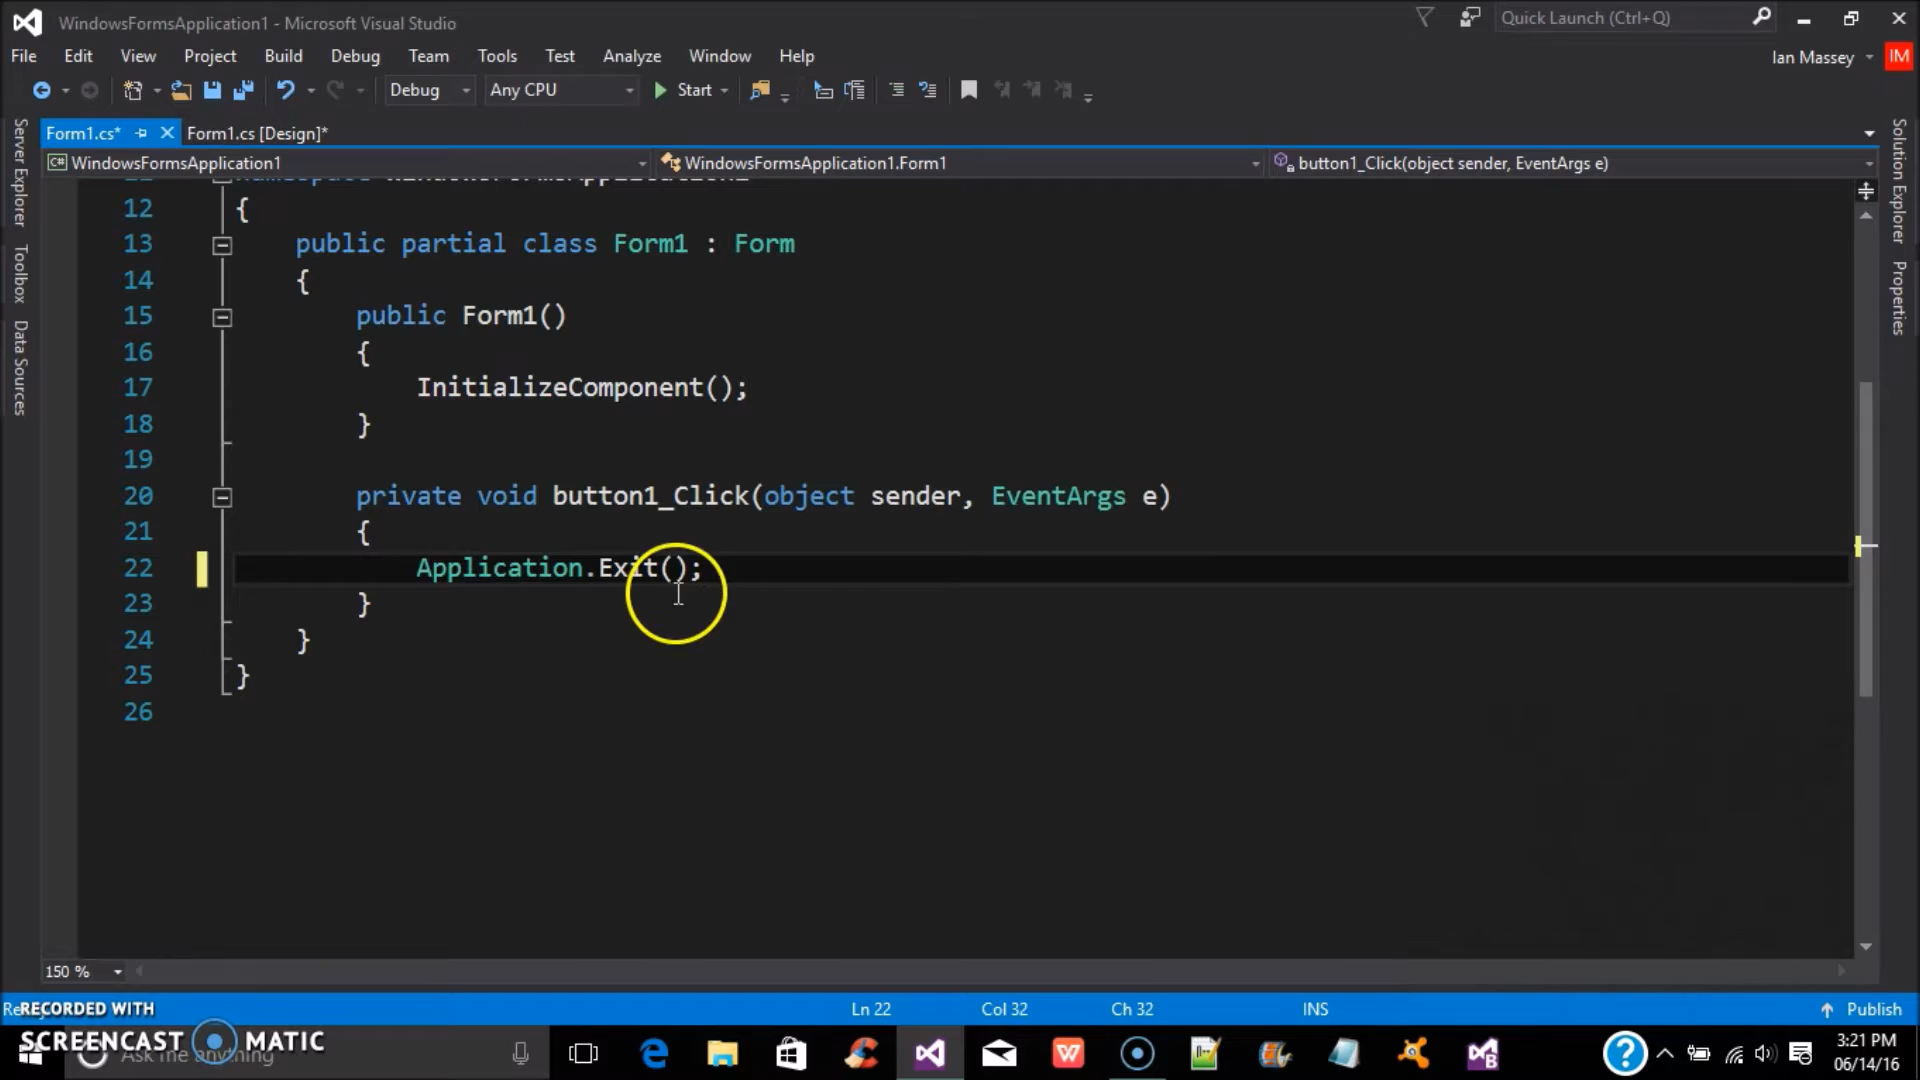 WindowsFormsApplication1 - Microsoft Visual Studio
Quick Launch (Ctrl+Q)
File Edit View Project Build Debug Team Tools Test Analyze Window Help
Ian Massey IM
Debug Any CPU Start
Form1.cs* Form1.cs [Design]*
C# WindowsFormsApplication1 WindowsFormsApplication1.Form1 button1_Click(object sender, EventArgs e)
Server Explorer
Toolbox
Data Sources
Solution Explorer
Properties
12 {
13 public partial class Form1 : Form
14 {
15 public Form1()
16 {
17 InitializeComponent();
18 }
19
20 private void button1_Click(object sender, EventArgs e)
21 {
22 Application.Exit();
23 }
24 }
25 }
26
150 %
RECORDED WITH
Ln 22 Col 32 Ch 32 INS Publish
SCREENCAST MATIC
Ask me anything
3:21 PM
06/14/16